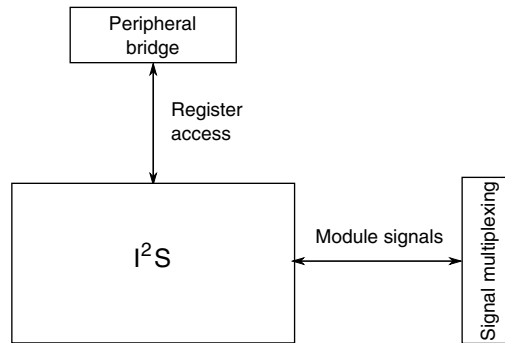 Peripheral
bridge
Register
access
I²S
Module signals
Signal multiplexing